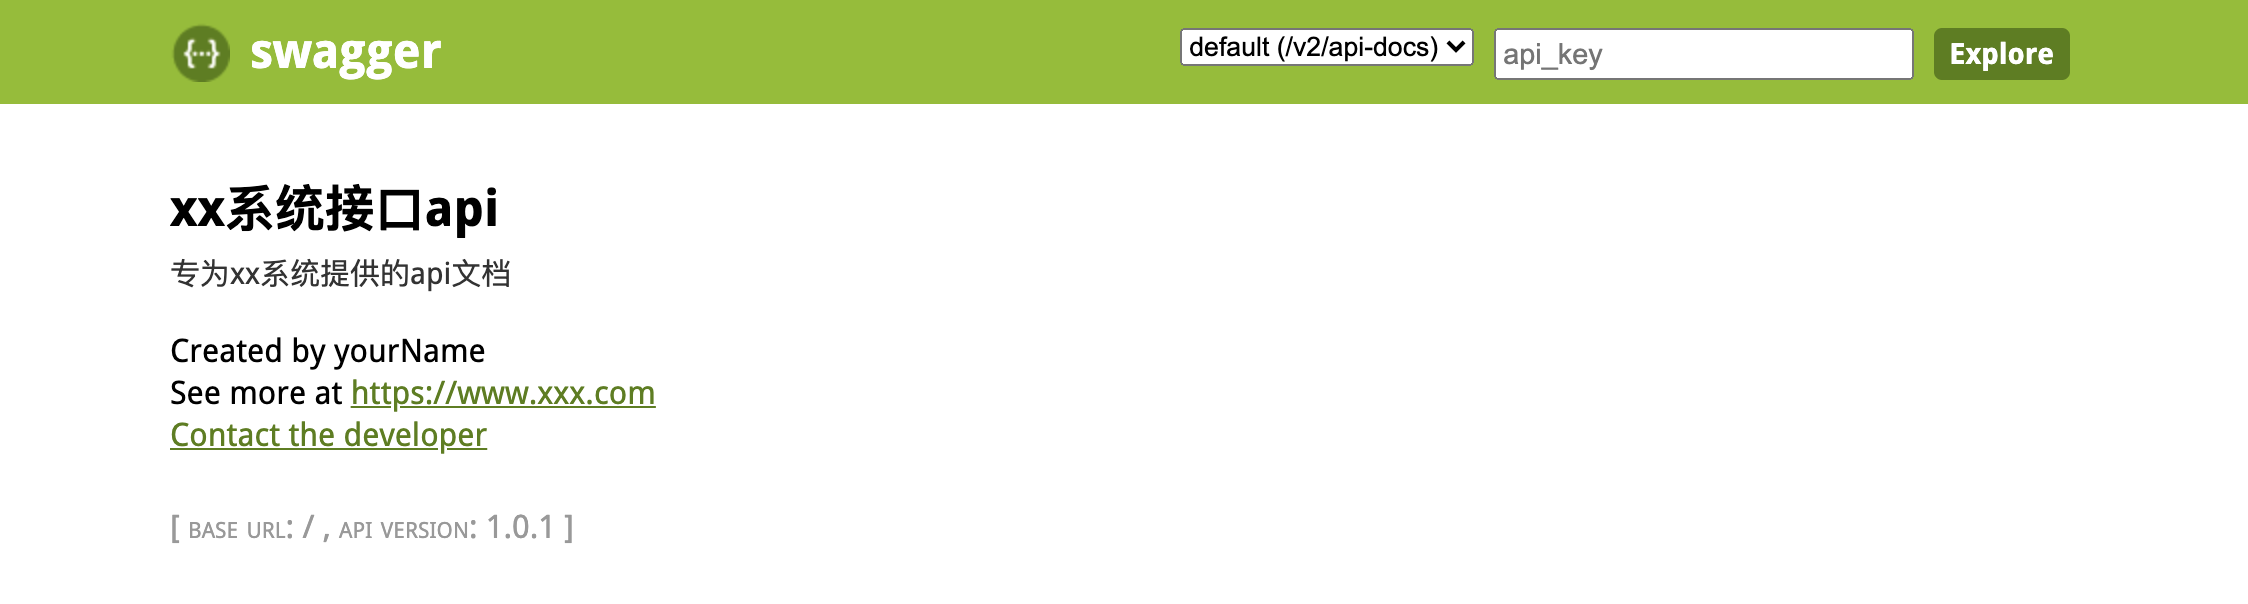 {···} swagger default (/v2/api-docs) api_key Explore
xx系统接口api
专为xx系统提供的api文档
Created by yourName
See more at https://www.xxx.com
Contact the developer
[ BASE URL: / , API VERSION: 1.0.1 ]